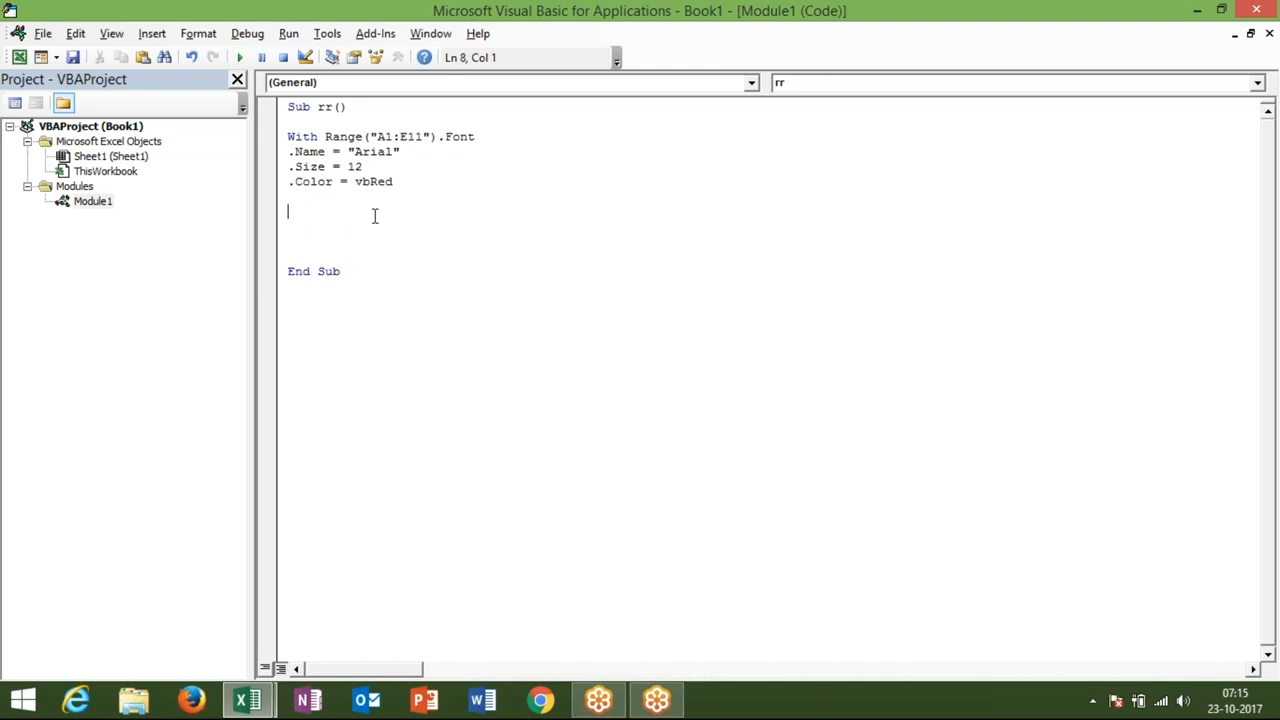 Microsoft Visual Basic for Applications - Book1 - [Module1 (Code)]
File Edit View Insert Format Debug Run Tools Add-Ins Window Help
Ln 8, Col 1
Project - VBAProject
(General) rr
VBAProject (Book1)
Microsoft Excel Objects
Sheet1 (Sheet1)
ThisWorkbook
Modules
Module1
Sub rr()
With Range("A1:E11").Font
.Name = "Arial"
.Size = 12
.Color = vbRed
End Sub
07:15
23-10-2017